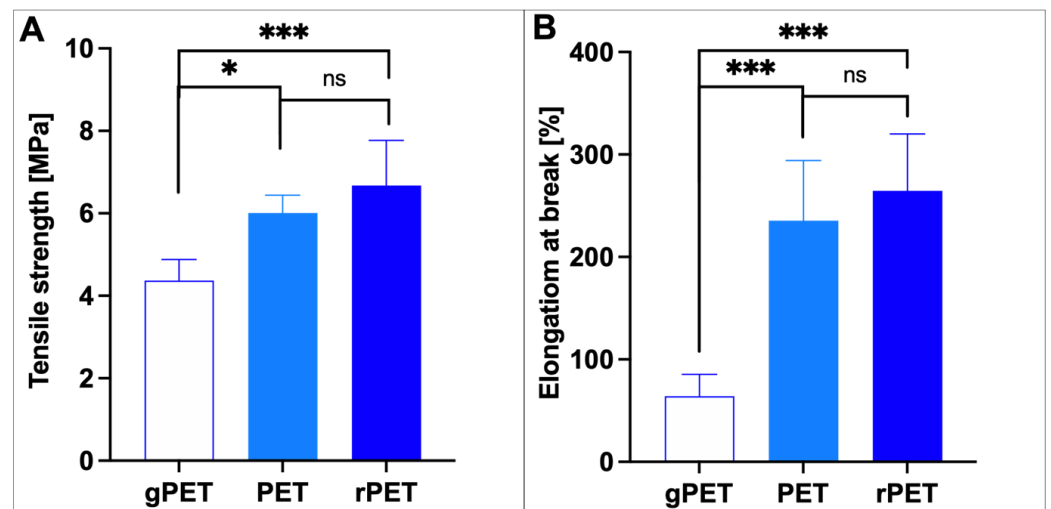 A
Tensile strength [MPa]
10
8
6
4
2
0
***
*
ns
gPET PET rPET
B
Elongatiom at break [%]
400
300
200
100
0
***
***
ns
gPET PET rPET